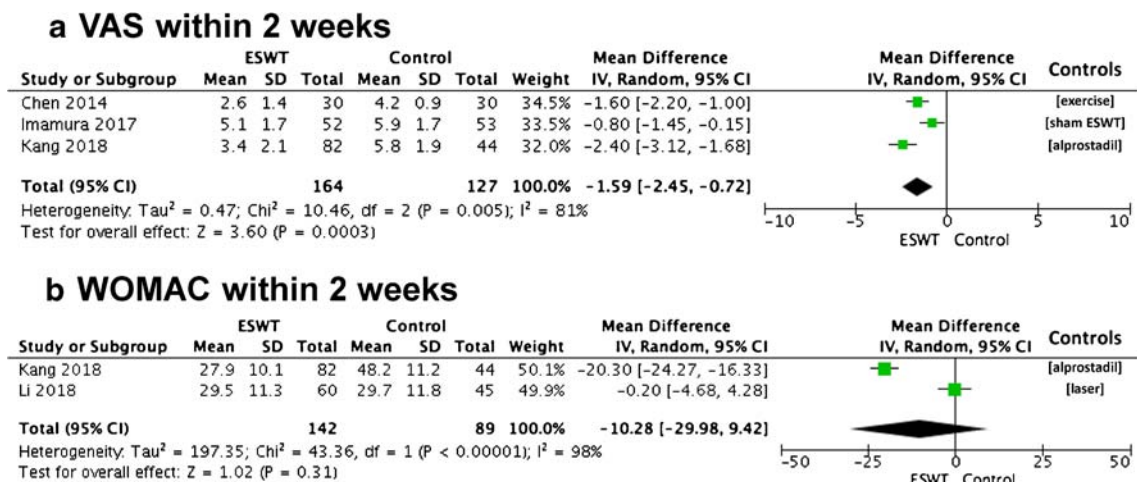 a VAS within 2 weeks
ESWT Control Mean Difference Mean Difference
Study or Subgroup Mean SD Total Mean SD Total Weight IV, Random, 95% CI IV, Random, 95% CI Controls
Chen 2014 2.6 1.4 30 4.2 0.9 30 34.5% −1.60 [−2.20, −1.00] [exercise]
Imamura 2017 5.1 1.7 52 5.9 1.7 53 33.5% −0.80 [−1.45, −0.15] [sham ESWT]
Kang 2018 3.4 2.1 82 5.8 1.9 44 32.0% −2.40 [−3.12, −1.68] [alprostadil]
Total (95% CI) 164 127 100.0% −1.59 [−2.45, −0.72]
Heterogeneity: Tau² = 0.47; Chi² = 10.46, df = 2 (P = 0.005); I² = 81%
Test for overall effect: Z = 3.60 (P = 0.0003)
−10 −5 0 5 10
ESWT Control
b WOMAC within 2 weeks
ESWT Control Mean Difference Mean Difference
Study or Subgroup Mean SD Total Mean SD Total Weight IV, Random, 95% CI IV, Random, 95% CI Controls
Kang 2018 27.9 10.1 82 48.2 11.2 44 50.1% −20.30 [−24.27, −16.33] [alprostadil]
Li 2018 29.5 11.3 60 29.7 11.8 45 49.9% −0.20 [−4.68, 4.28] [laser]
Total (95% CI) 142 89 100.0% −10.28 [−29.98, 9.42]
Heterogeneity: Tau² = 197.35; Chi² = 43.36, df = 1 (P < 0.00001); I² = 98%
Test for overall effect: Z = 1.02 (P = 0.31)
−50 −25 0 25 50
ESWT Control